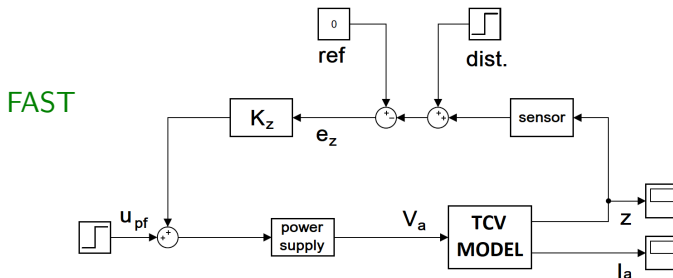 0
ref
dist.
FAST
K_z
e_z
+
−
+
+
sensor
u_pf
+
+
power
supply
V_a
TCV
MODEL
z
I_a